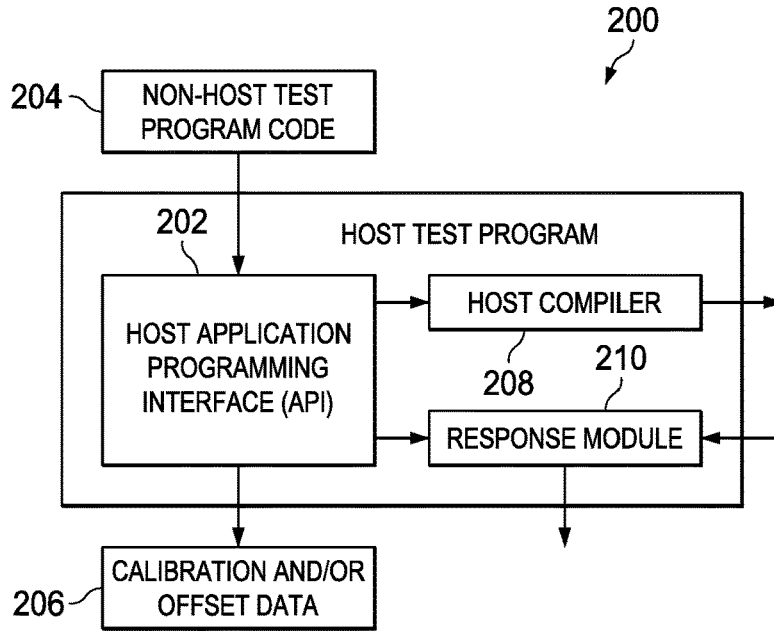 200
204
NON-HOST TEST
PROGRAM CODE
202
HOST TEST PROGRAM
HOST APPLICATION
PROGRAMMING
INTERFACE (API)
HOST COMPILER
208
210
RESPONSE MODULE
206
CALIBRATION AND/OR
OFFSET DATA